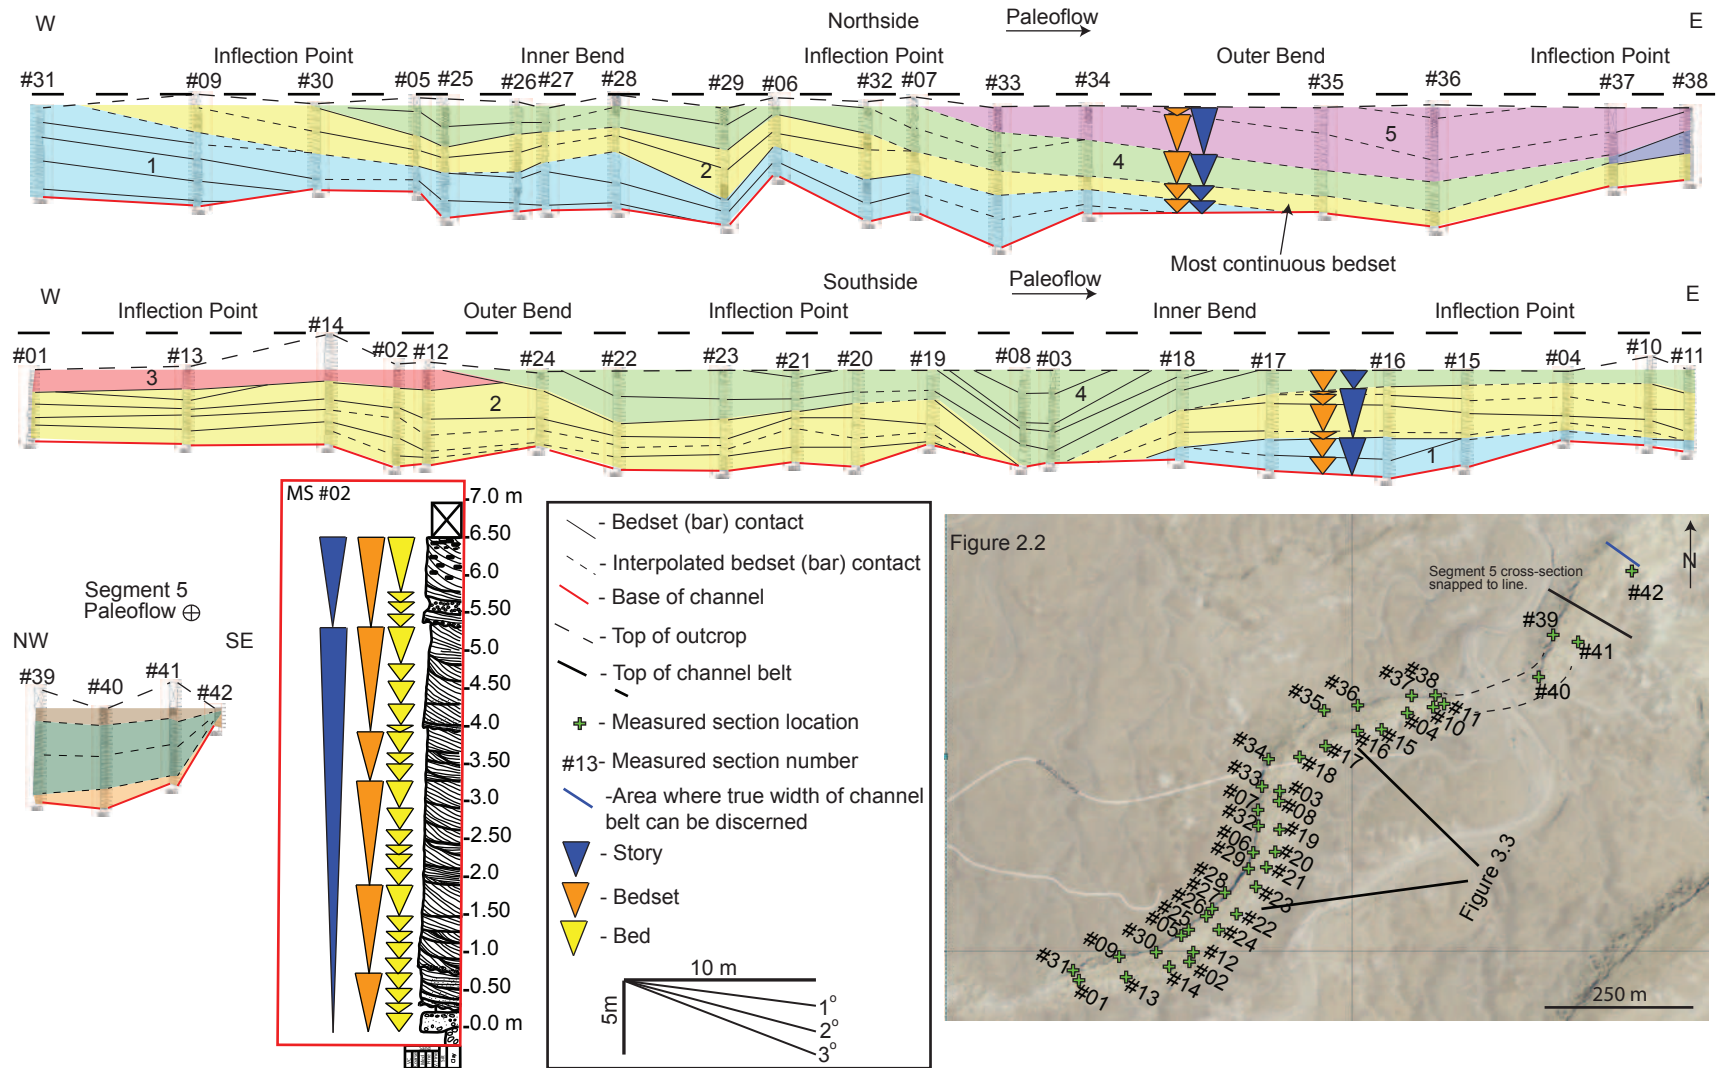 W Northside Paleoflow E
Inflection Point Inner Bend Inflection Point Outer Bend Inflection Point
#31 #09 #30 #05 #25 #26 #27 #28 #29 #06 #32 #07 #33 #34 #35 #36 #37 #38
1 2 4 5
Most continuous bedset
W Southside Paleoflow E
Inflection Point Outer Bend Inflection Point Inner Bend Inflection Point
#01 #13 #14 #02 #12 #24 #22 #23 #21 #20 #19 #08 #03 #18 #17 #16 #15 #04 #10 #11
3 2 4 1
Segment 5
Paleoflow
NW SE
#39 #40 #41 #42
MS #02
7.0 m
6.50
6.0
5.50
5.0
4.50
4.0
3.50
3.0
2.50
2.0
1.50
1.0
0.50
0.0 m
- Bedset (bar) contact
- Interpolated bedset (bar) contact
- Base of channel
- Top of outcrop
- Top of channel belt
- Measured section location
#13- Measured section number
-Area where true width of channel
belt can be discerned
- Story
- Bedset
- Bed
10 m
5m
1°
2°
3°
Figure 2.2
N
Segment 5 cross-section
snapped to line.
#42
#39
#41
#40
#38
#37
#36
#35
#11
#10
#04
#15
#16
#17
#34
#18
#33
#03
#07
#08
#32
#19
#06
#20
#29
#21
#28
#23
#27
#26
#22
#25
#05
#24
#30
#09
#12
#02
#31
#14
#13
#01
Figure 3.3
250 m